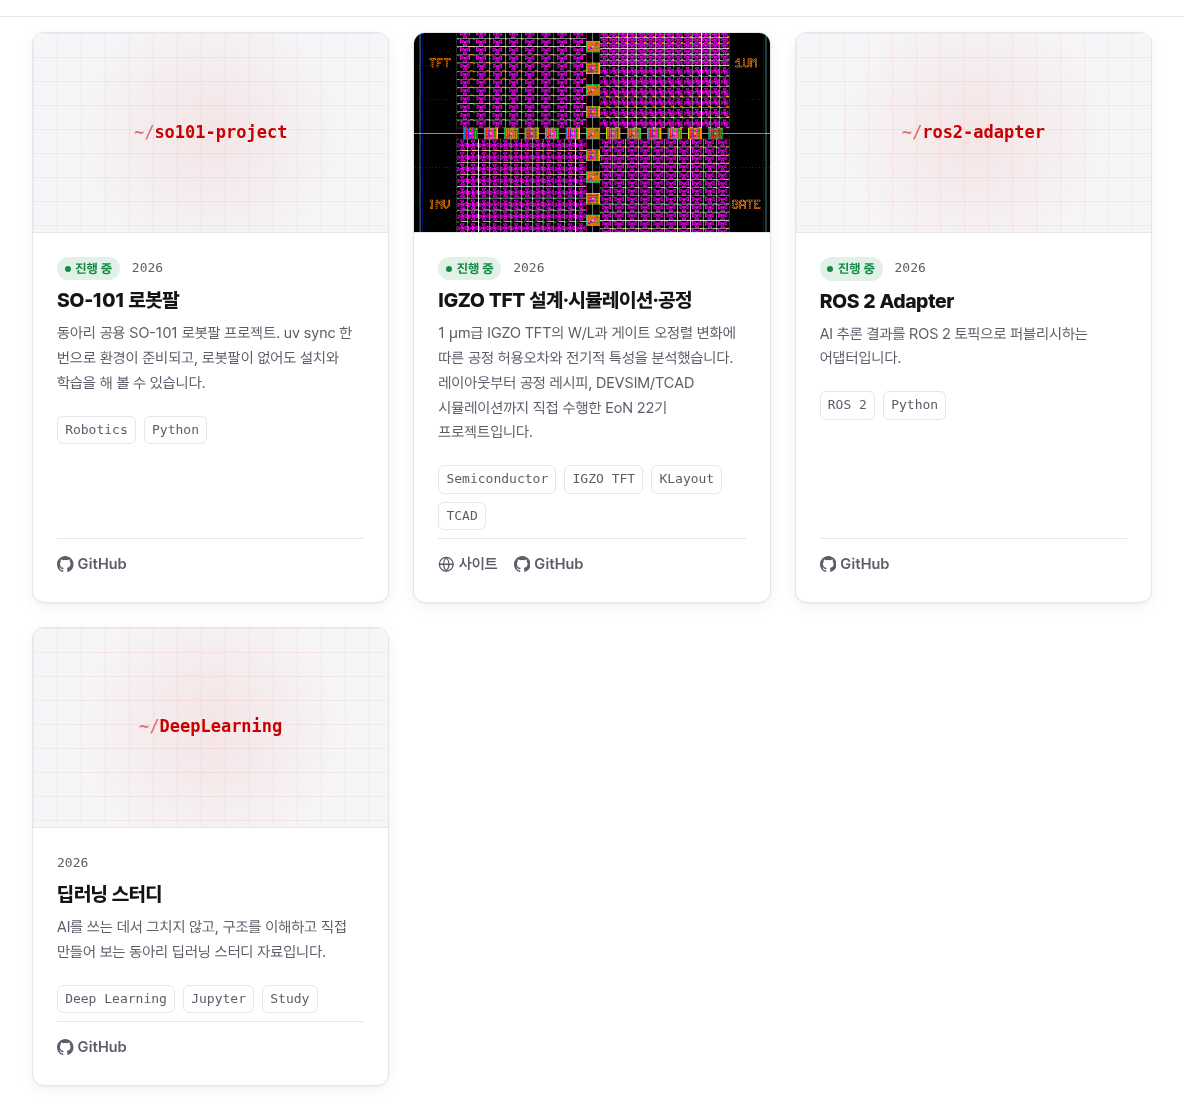 ~/so101-project
진행 중 2026
SO-101 로봇팔
동아리 공용 SO-101 로봇팔 프로젝트. uv sync 한
번으로 환경이 준비되고, 로봇팔이 없어도 설치와
학습을 해 볼 수 있습니다.
Robotics Python
GitHub
TFT 1UM
INV GATE
진행 중 2026
IGZO TFT 설계·시뮬레이션·공정
1 μm급 IGZO TFT의 W/L과 게이트 오정렬 변화에
따른 공정 허용오차와 전기적 특성을 분석했습니다.
레이아웃부터 공정 레시피, DEVSIM/TCAD
시뮬레이션까지 직접 수행한 EoN 22기
프로젝트입니다.
Semiconductor IGZO TFT KLayout
TCAD
사이트 GitHub
~/ros2-adapter
진행 중 2026
ROS 2 Adapter
AI 추론 결과를 ROS 2 토픽으로 퍼블리시하는
어댑터입니다.
ROS 2 Python
GitHub
~/DeepLearning
2026
딥러닝 스터디
AI를 쓰는 데서 그치지 않고, 구조를 이해하고 직접
만들어 보는 동아리 딥러닝 스터디 자료입니다.
Deep Learning Jupyter Study
GitHub